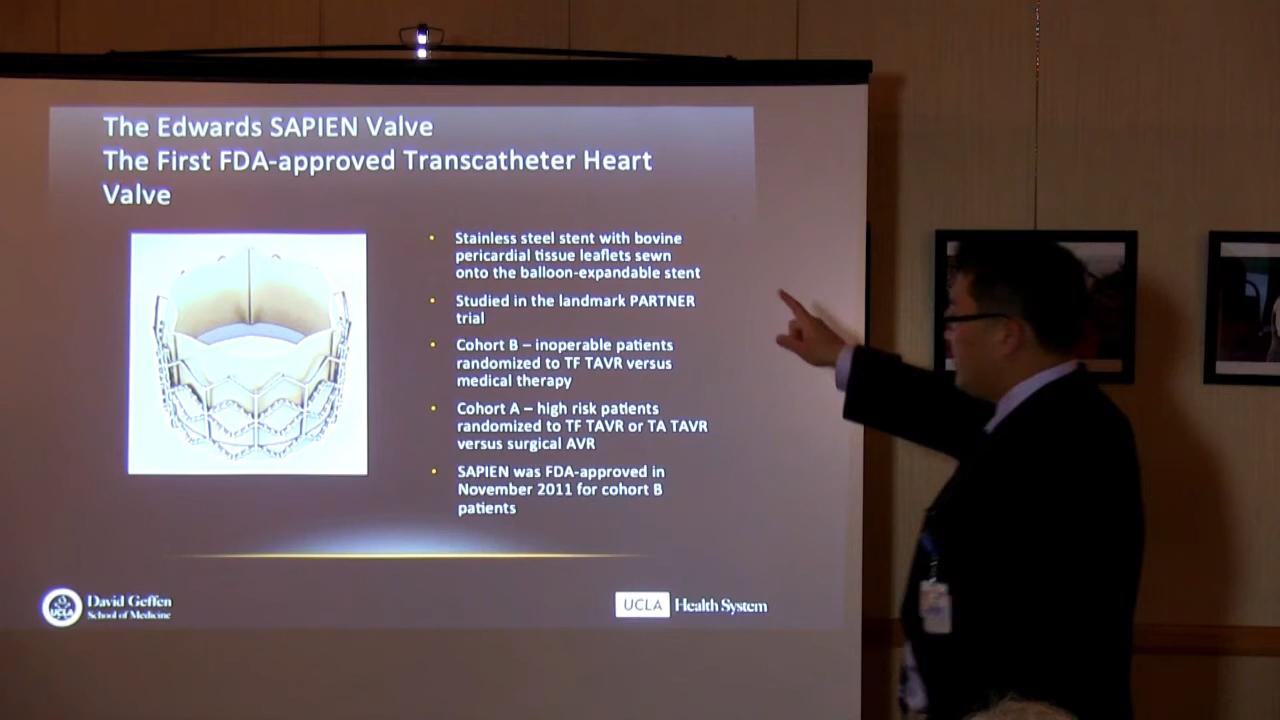 The Edwards SAPIEN Valve
The First FDA-approved Transcatheter Heart
Valve
• Stainless steel stent with bovine
pericardial tissue leaflets sewn
onto the balloon-expandable stent
• Studied in the landmark PARTNER
trial
• Cohort B – inoperable patients
randomized to TF TAVR versus
medical therapy
• Cohort A – high risk patients
randomized to TF TAVR or TA TAVR
versus surgical AVR
• SAPIEN was FDA-approved in
November 2011 for cohort B
patients
UCLA
David Geffen
School of Medicine
UCLA Health System